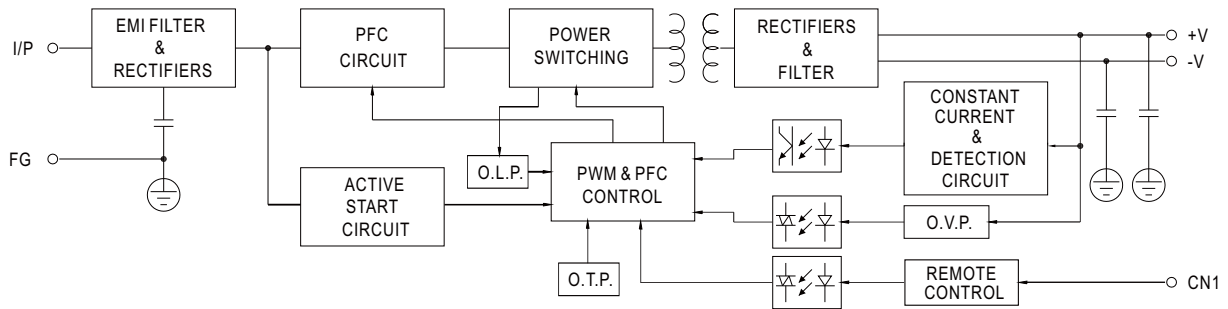 I/P
EMI FILTER
&
RECTIFIERS
PFC
CIRCUIT
POWER
SWITCHING
RECTIFIERS
&
FILTER
+V
-V
CONSTANT
CURRENT
&
DETECTION
CIRCUIT
FG
O.L.P.
PWM & PFC
CONTROL
ACTIVE
START
CIRCUIT
O.V.P.
O.T.P.
REMOTE
CONTROL
CN1